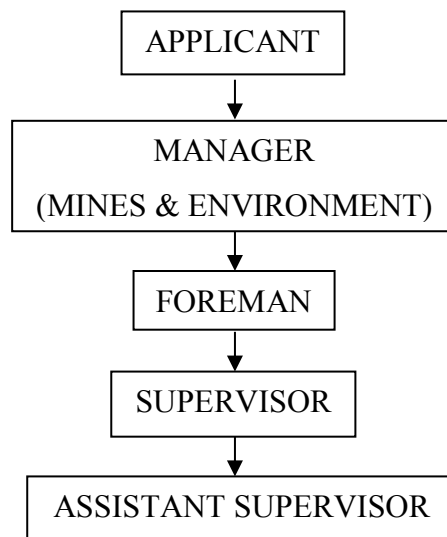 APPLICANT
MANAGER
(MINES & ENVIRONMENT)
FOREMAN
SUPERVISOR
ASSISTANT SUPERVISOR